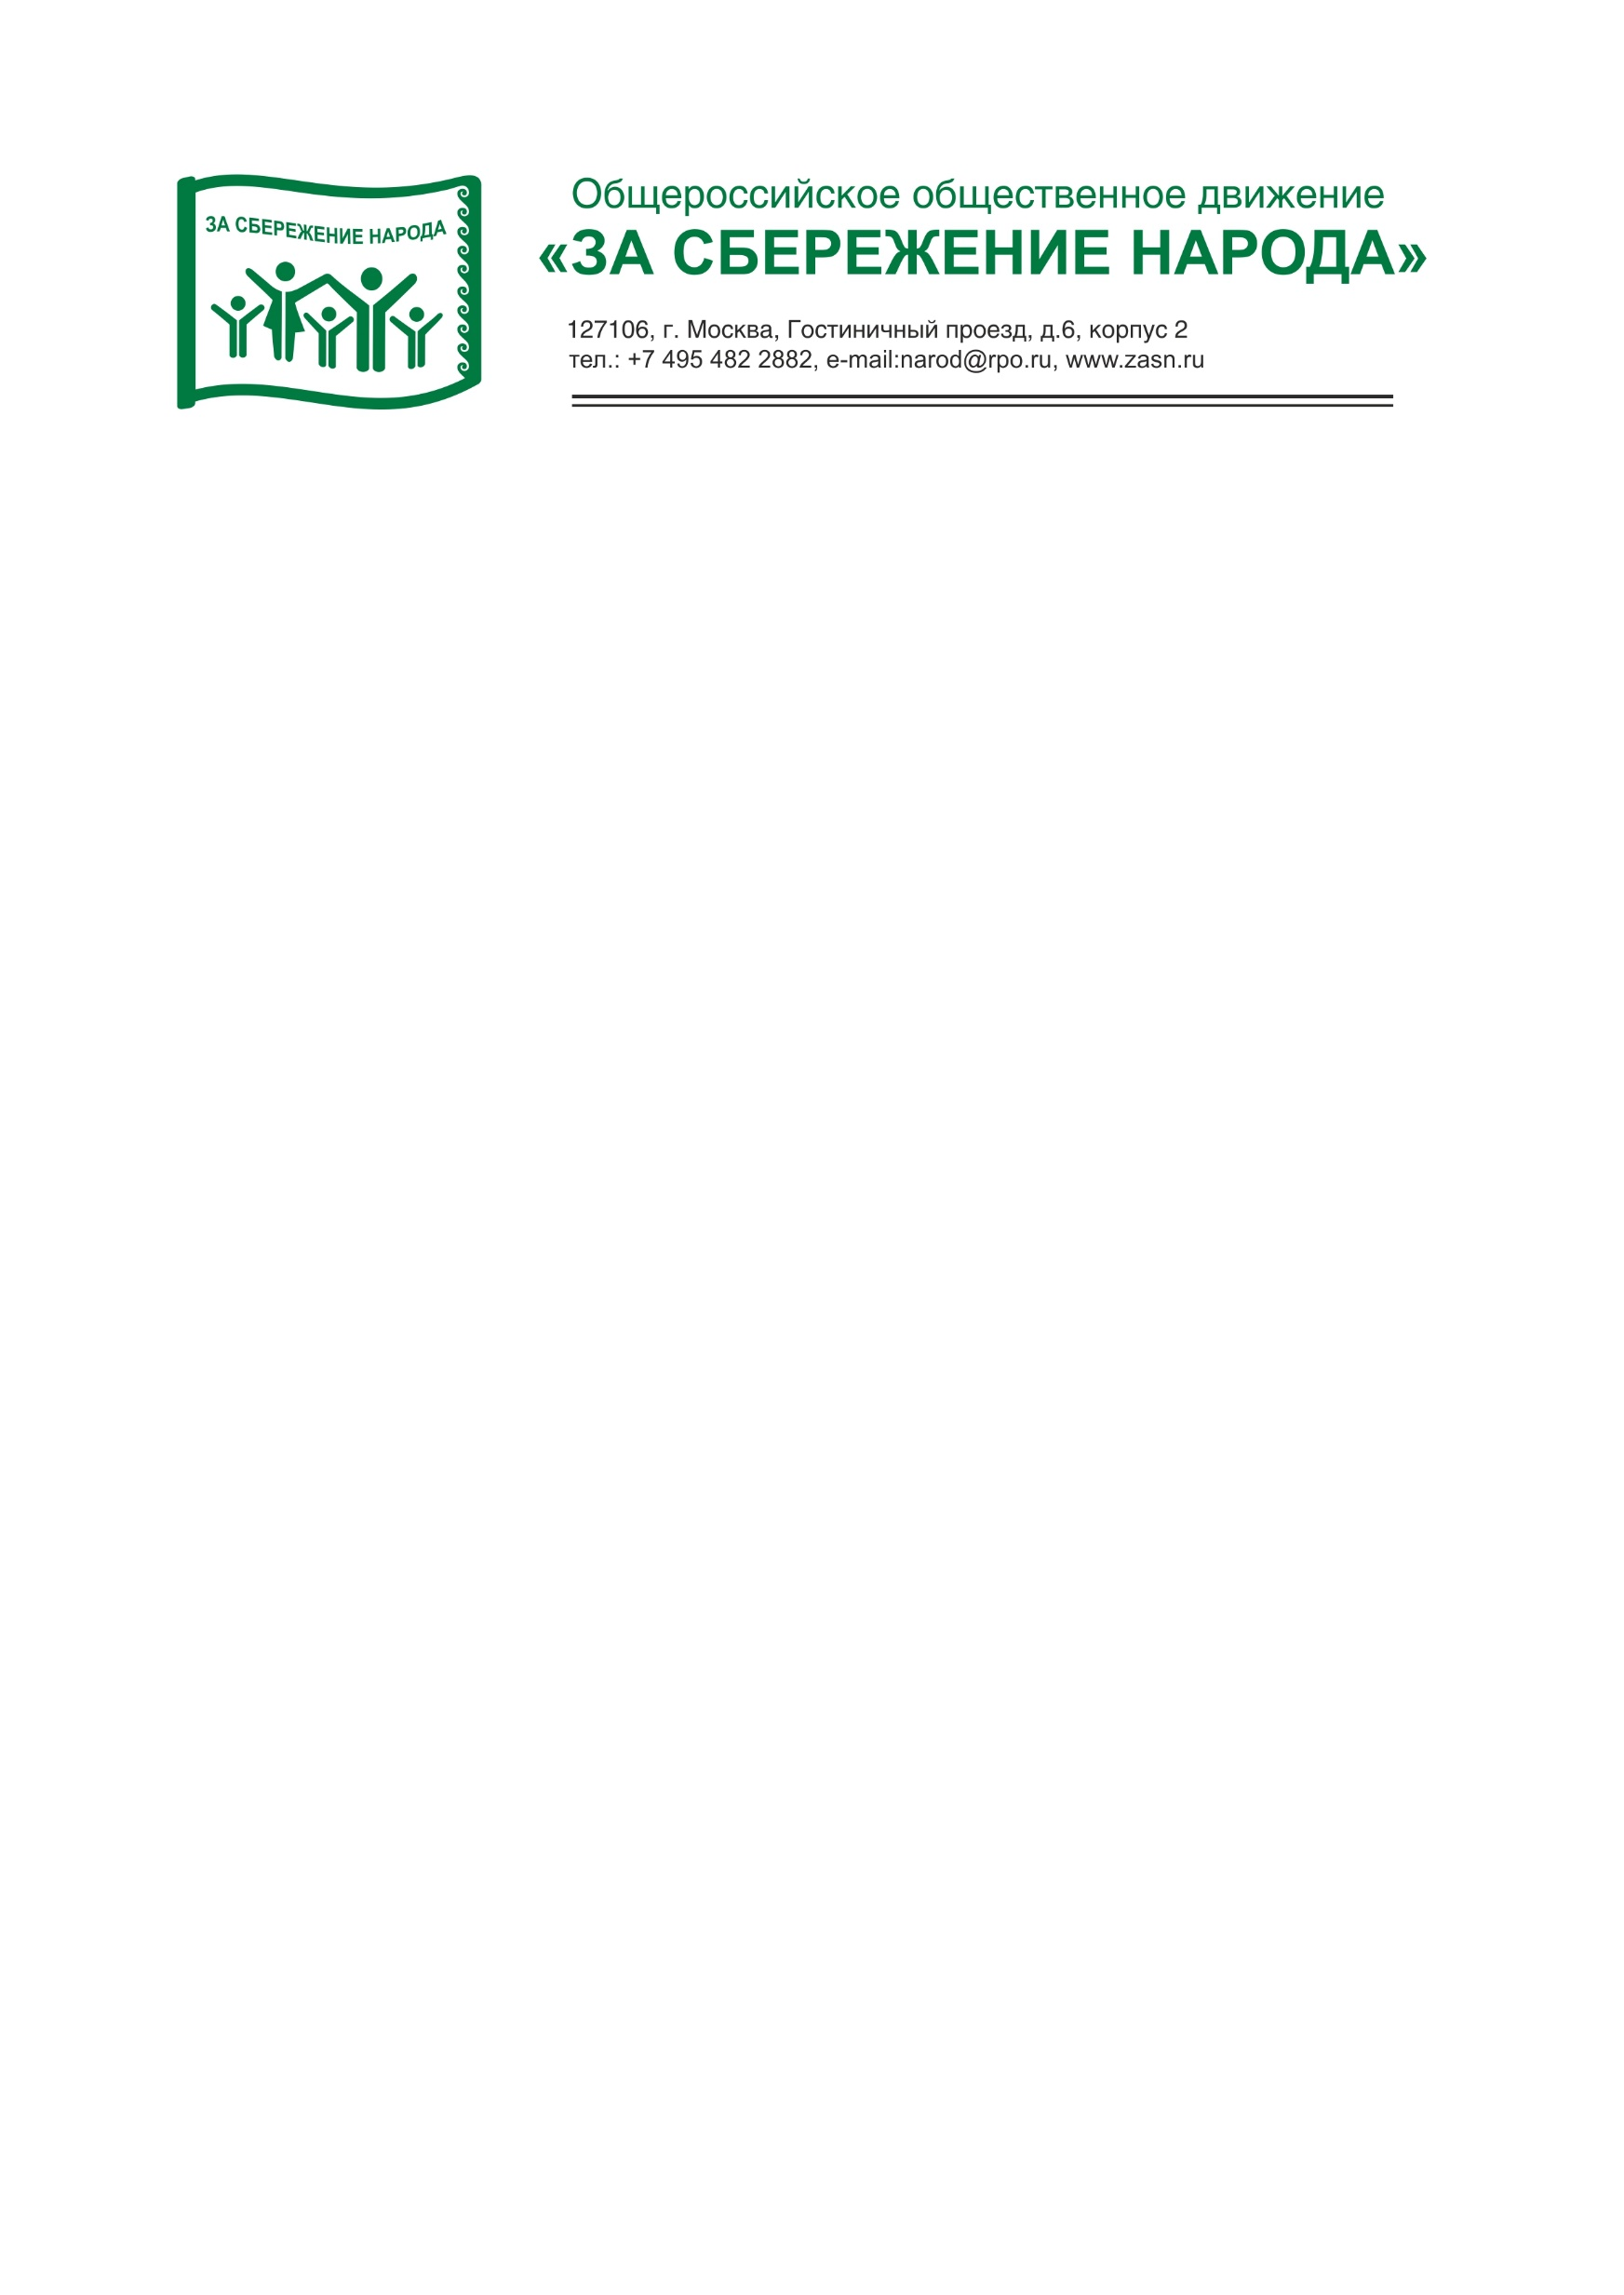 ЗА СБЕРЕЖЕНИЕ НАРОДА
Общероссийское общественное движение
«ЗА СБЕРЕЖЕНИЕ НАРОДА»
127106, г. Москва, Гостиничный проезд, д.6, корпус 2
тел.: +7 495 482 2882, e-mail:narod@rpo.ru, www.zasn.ru